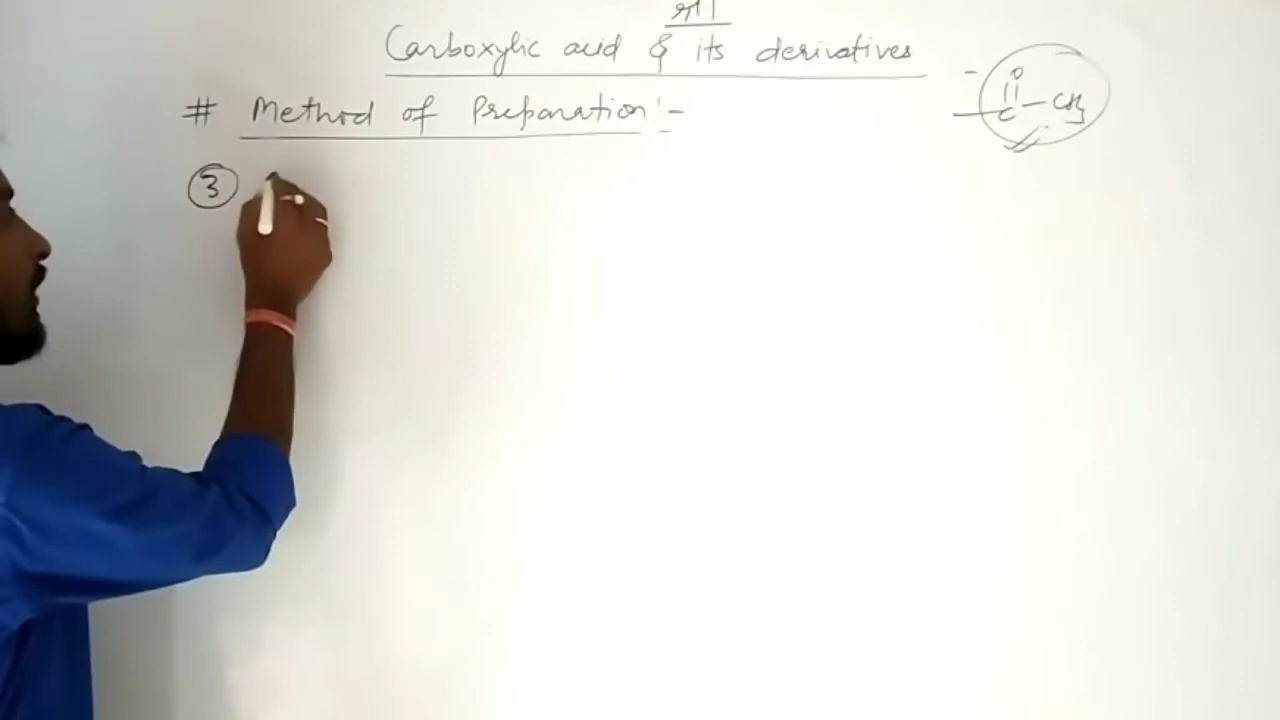 श्री
Carboxylic acid & its derivatives
# Method of Preparation :-
O
- C - CH3
③